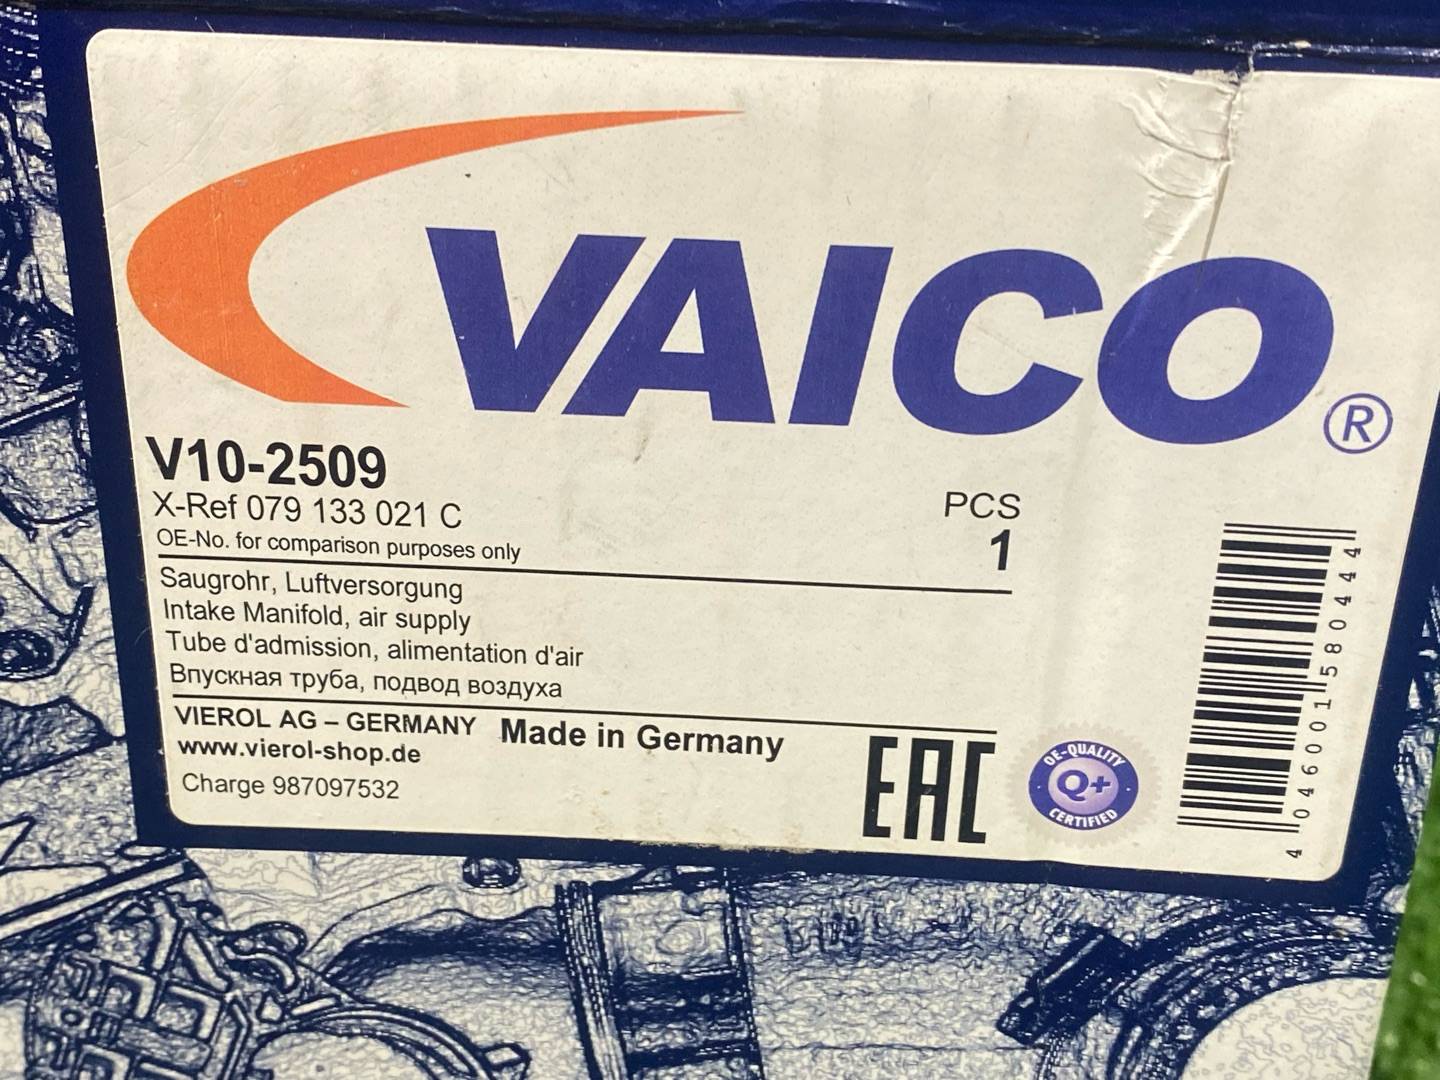 VAICO®
V10-2509
X-Ref 079 133 021 C
OE-No. for comparison purposes only
PCS
1
Saugrohr, Luftversorgung
Intake Manifold, air supply
Tube d'admission, alimentation d'air
Впускная труба, подвод воздуха
VIEROL AG – GERMANY
www.vierol-shop.de
Made in Germany
Charge 987097532
EAC
OE-QUALITY
Q+
CERTIFIED
4 046001 580444